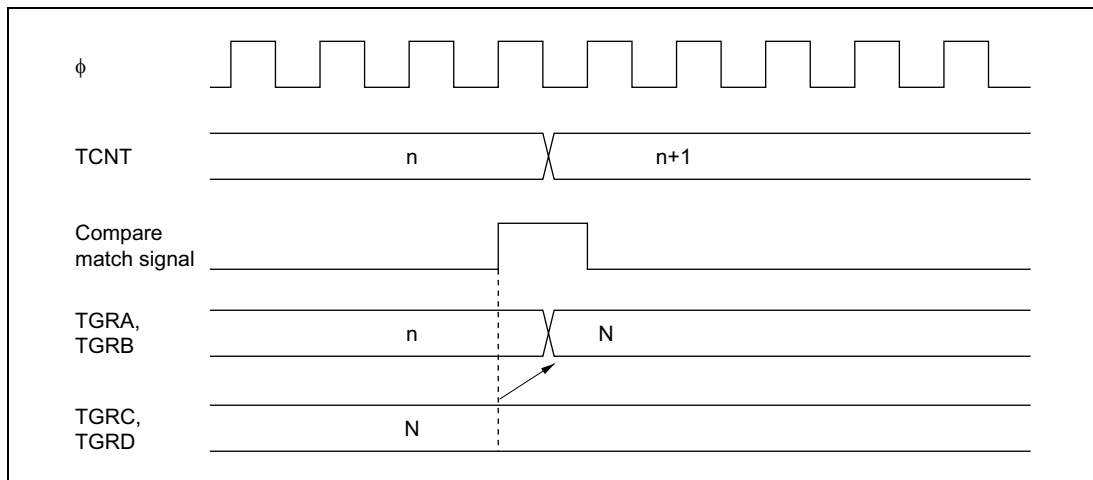 ϕ
TCNT
n
n+1
Compare
match signal
TGRA,
TGRB
n
N
TGRC,
TGRD
N